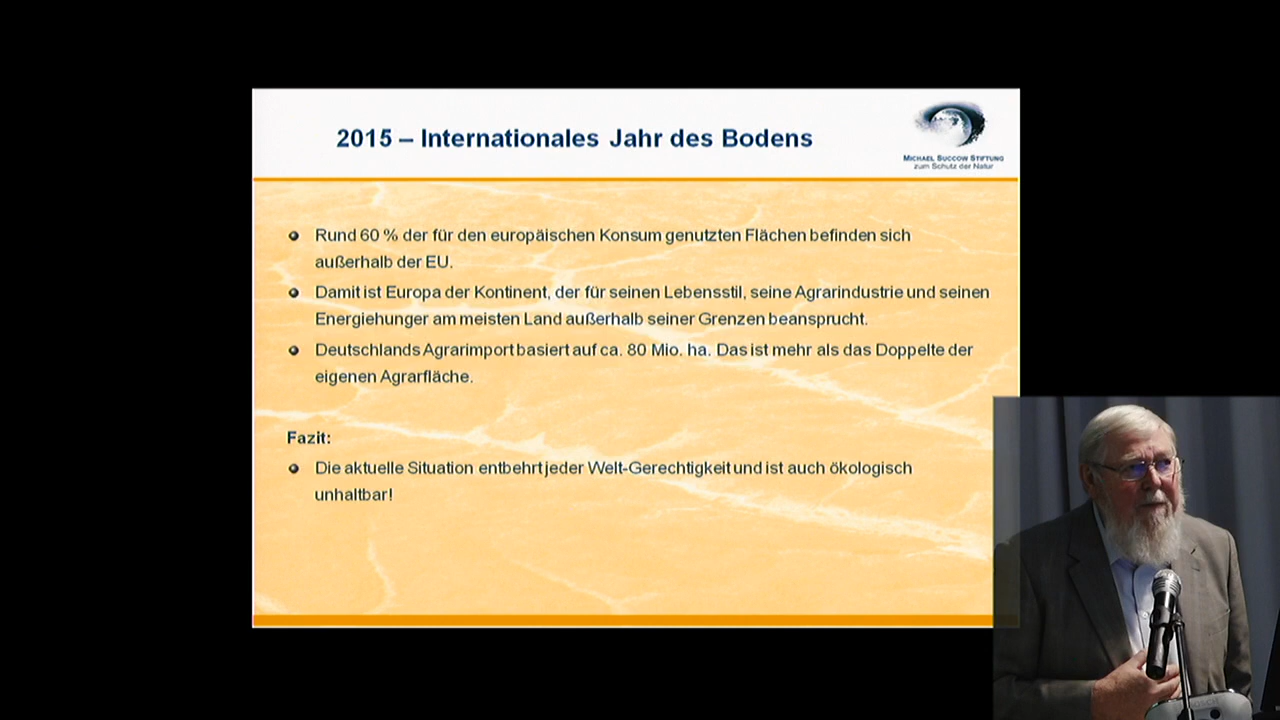 2015 – Internationales Jahr des Bodens
MICHAEL SUCCOW STIFTUNG
zum Schutz der Natur
Rund 60 % der für den europäischen Konsum genutzten Flächen befinden sich
außerhalb der EU.
Damit ist Europa der Kontinent, der für seinen Lebensstil, seine Agrarindustrie und seinen
Energiehunger am meisten Land außerhalb seiner Grenzen beansprucht.
Deutschlands Agrarimport basiert auf ca. 80 Mio. ha. Das ist mehr als das Doppelte der
eigenen Agrarfläche.
Fazit:
Die aktuelle Situation entbehrt jeder Welt-Gerechtigkeit und ist auch ökologisch
unhaltbar!